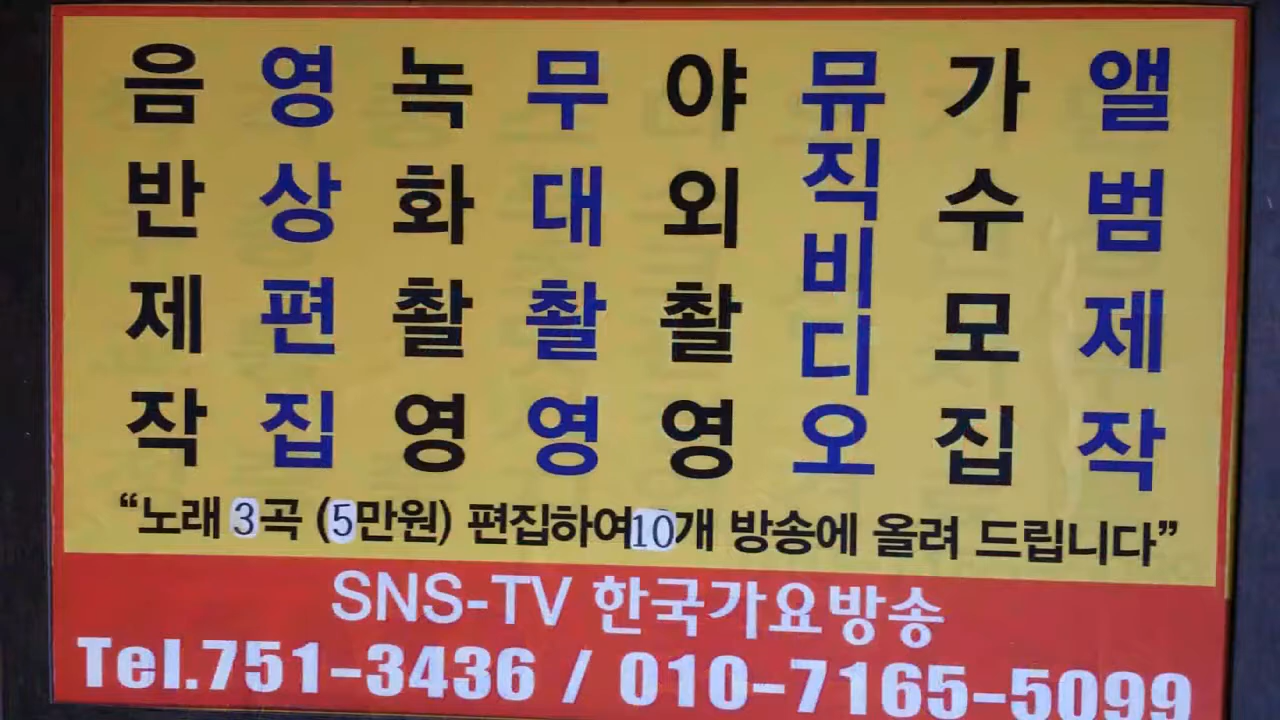 음반제작
영상편집
녹화촬영
무대촬영
야외촬영
뮤직비디오
가수모집
앨범제작
“노래 3곡 (5만원) 편집하여10개 방송에 올려 드립니다”
SNS-TV 한국가요방송
Tel.751-3436 / 010-7165-5099